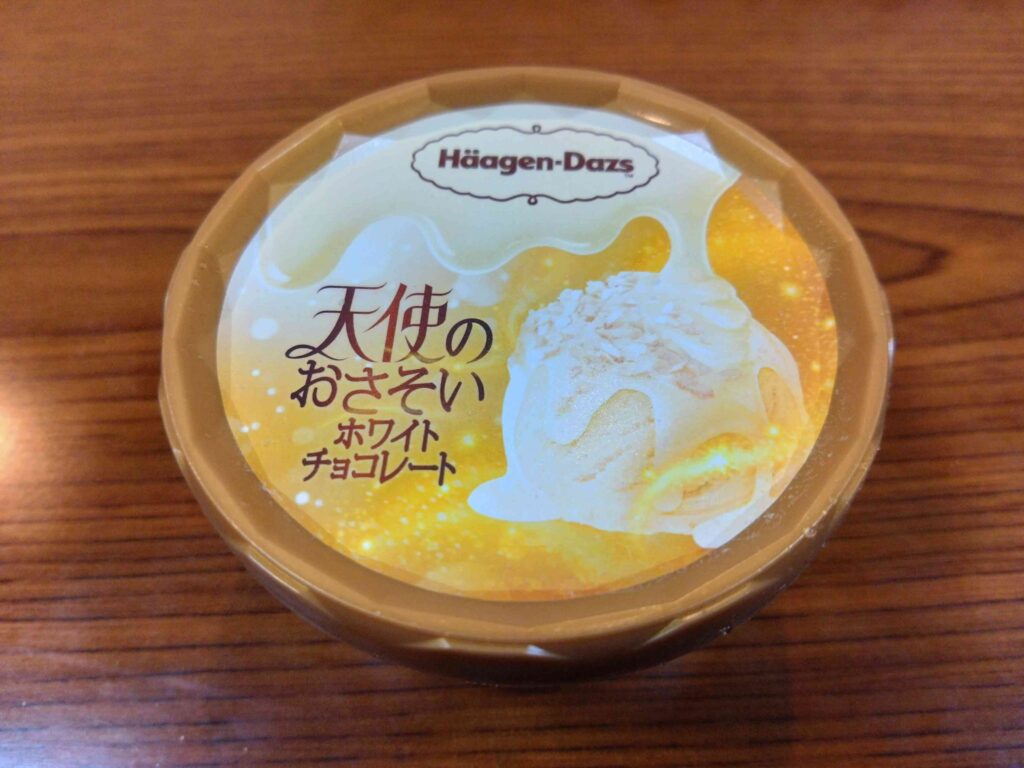 Häagen-Dazs
™
天使の
おさそい
ホワイト
チョコレート